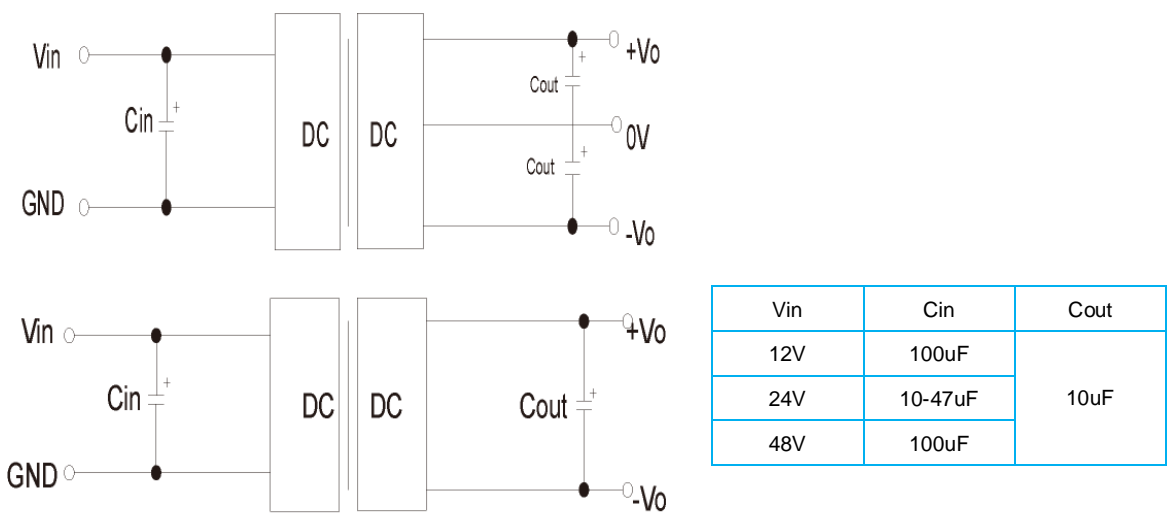 Vin
+
Cin
GND
DC DC
+Vo
+
Cout
0V
+
Cout
-Vo
Vin
+
Cin
GND
DC DC
+Vo
Cout +
-Vo
Vin Cin Cout
12V 100uF
24V 10-47uF 10uF
48V 100uF